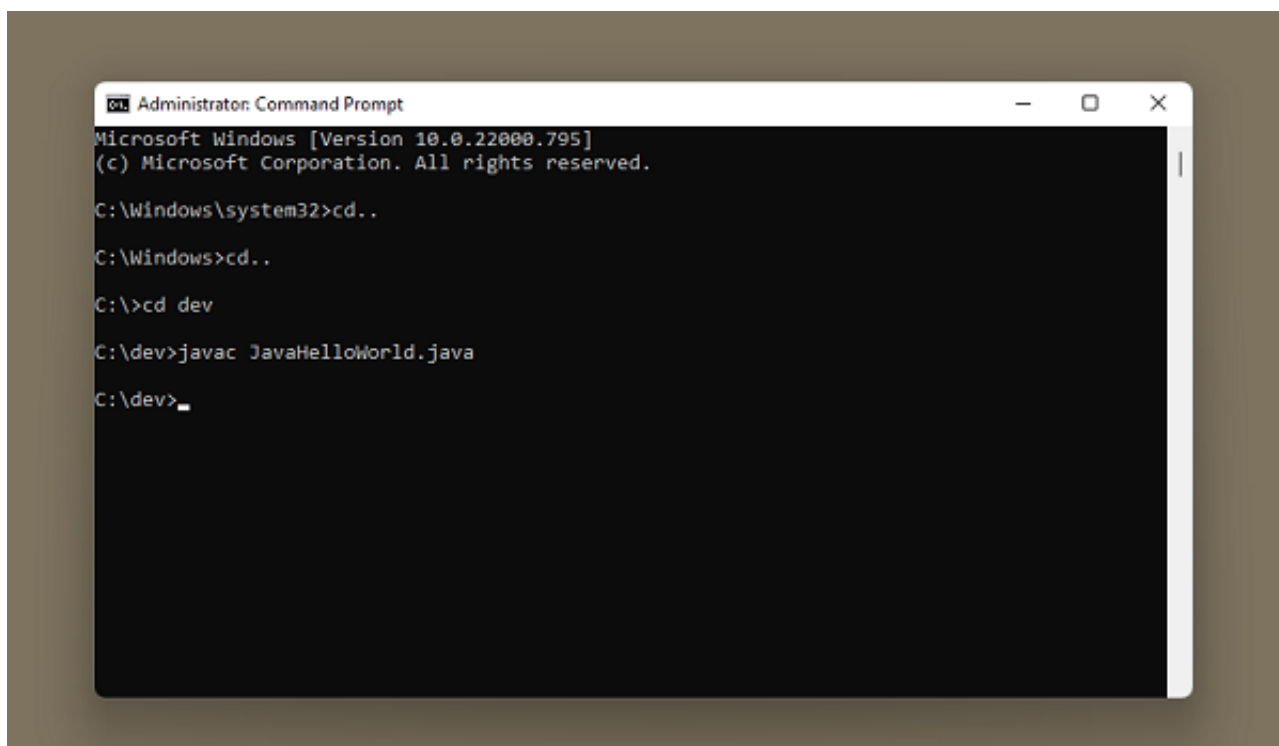 Administrator: Command Prompt
Microsoft Windows [Version 10.0.22000.795]
(c) Microsoft Corporation. All rights reserved.
C:\Windows\system32>cd..
C:\Windows>cd..
C:\>cd dev
C:\dev>javac JavaHelloWorld.java
C:\dev>